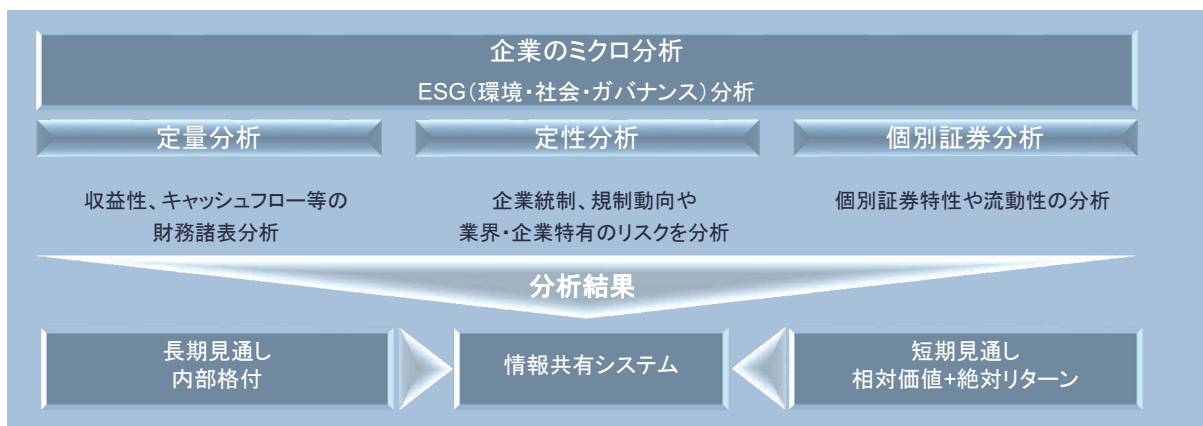 企業のミクロ分析
ESG（環境・社会・ガバナンス）分析
定量分析
定性分析
個別証券分析
収益性、キャッシュフロー等の
財務諸表分析
企業統制、規制動向や
業界・企業特有のリスクを分析
個別証券特性や流動性の分析
分析結果
長期見通し
内部格付
情報共有システム
短期見通し
相対価値+絶対リターン